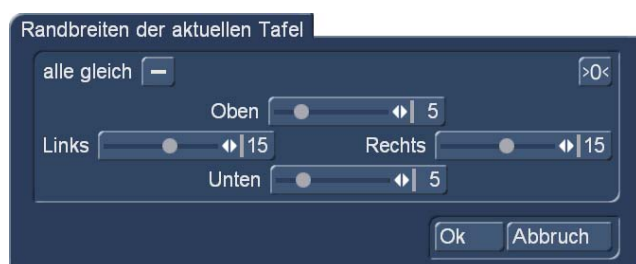 Randbreiten der aktuellen Tafel
alle gleich >0<
Oben 5
Links 15 Rechts 15
Unten 5
Ok Abbruch